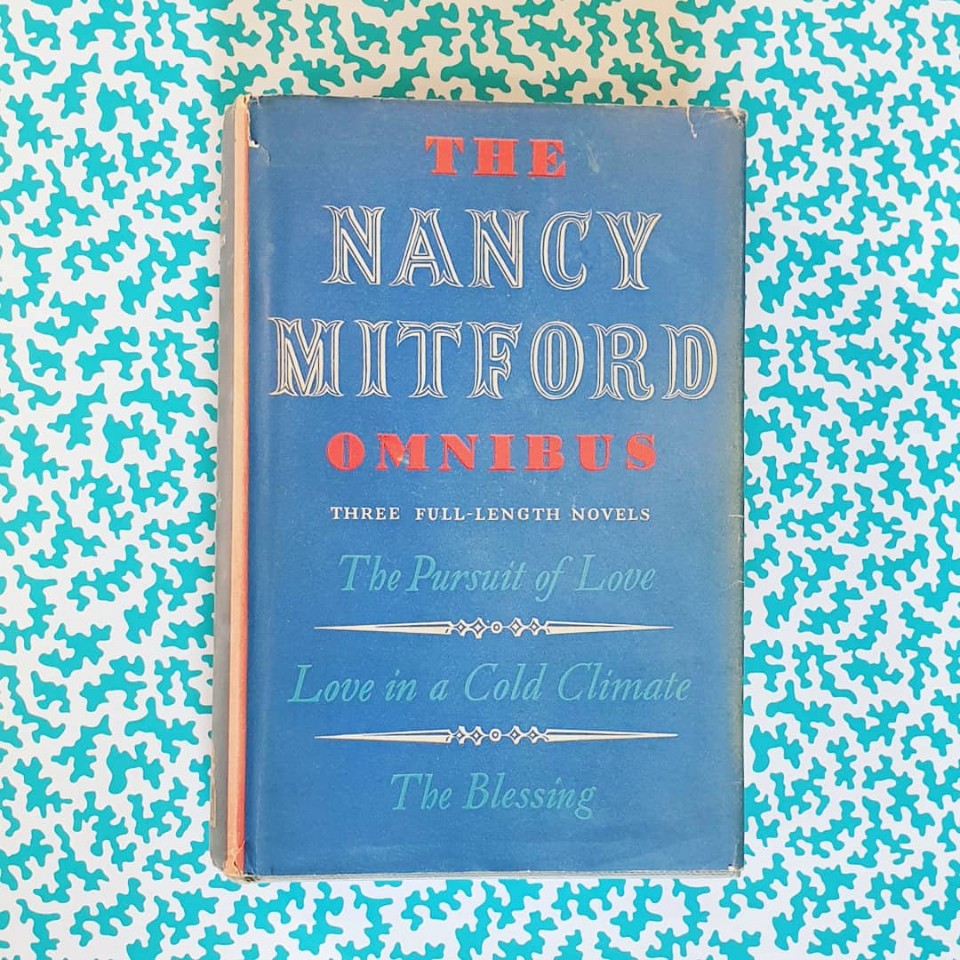 THE
NANCY
MITFORD
OMNIBUS
THREE FULL-LENGTH NOVELS
The Pursuit of Love
Love in a Cold Climate
The Blessing